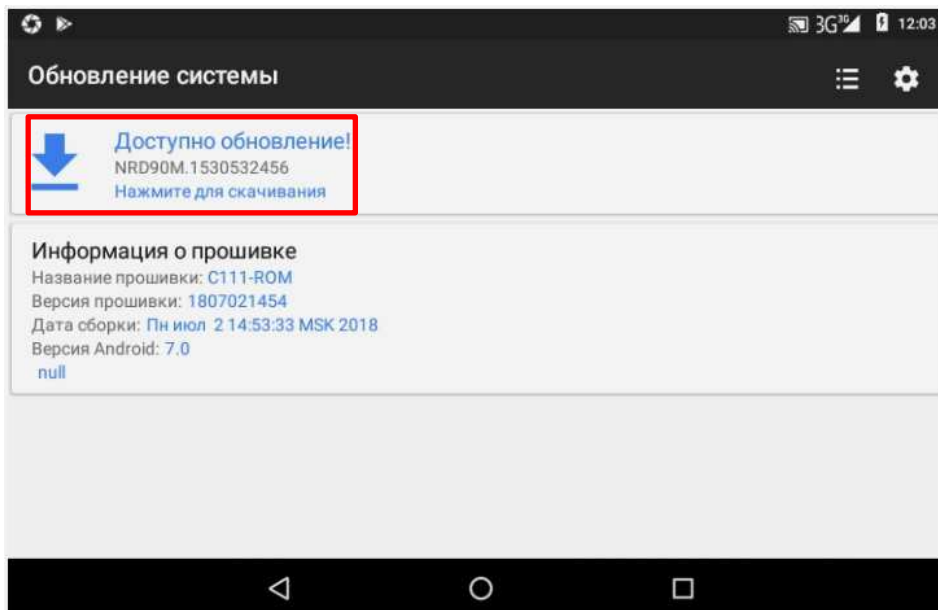 3G 3G 12:03
Обновление системы
Доступно обновление!
NRD90M.1530532456
Нажмите для скачивания
Информация о прошивке
Название прошивки: C111-ROM
Версия прошивки: 1807021454
Дата сборки: Пн июл 2 14:53:33 MSK 2018
Версия Android: 7.0
null